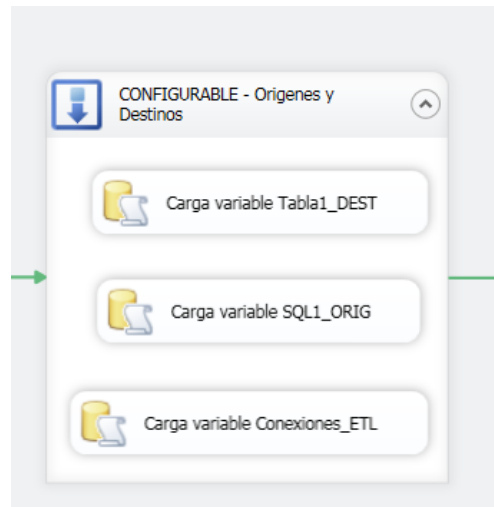 CONFIGURABLE - Origenes y
Destinos
Carga variable Tabla1_DEST
Carga variable SQL1_ORIG
Carga variable Conexiones_ETL